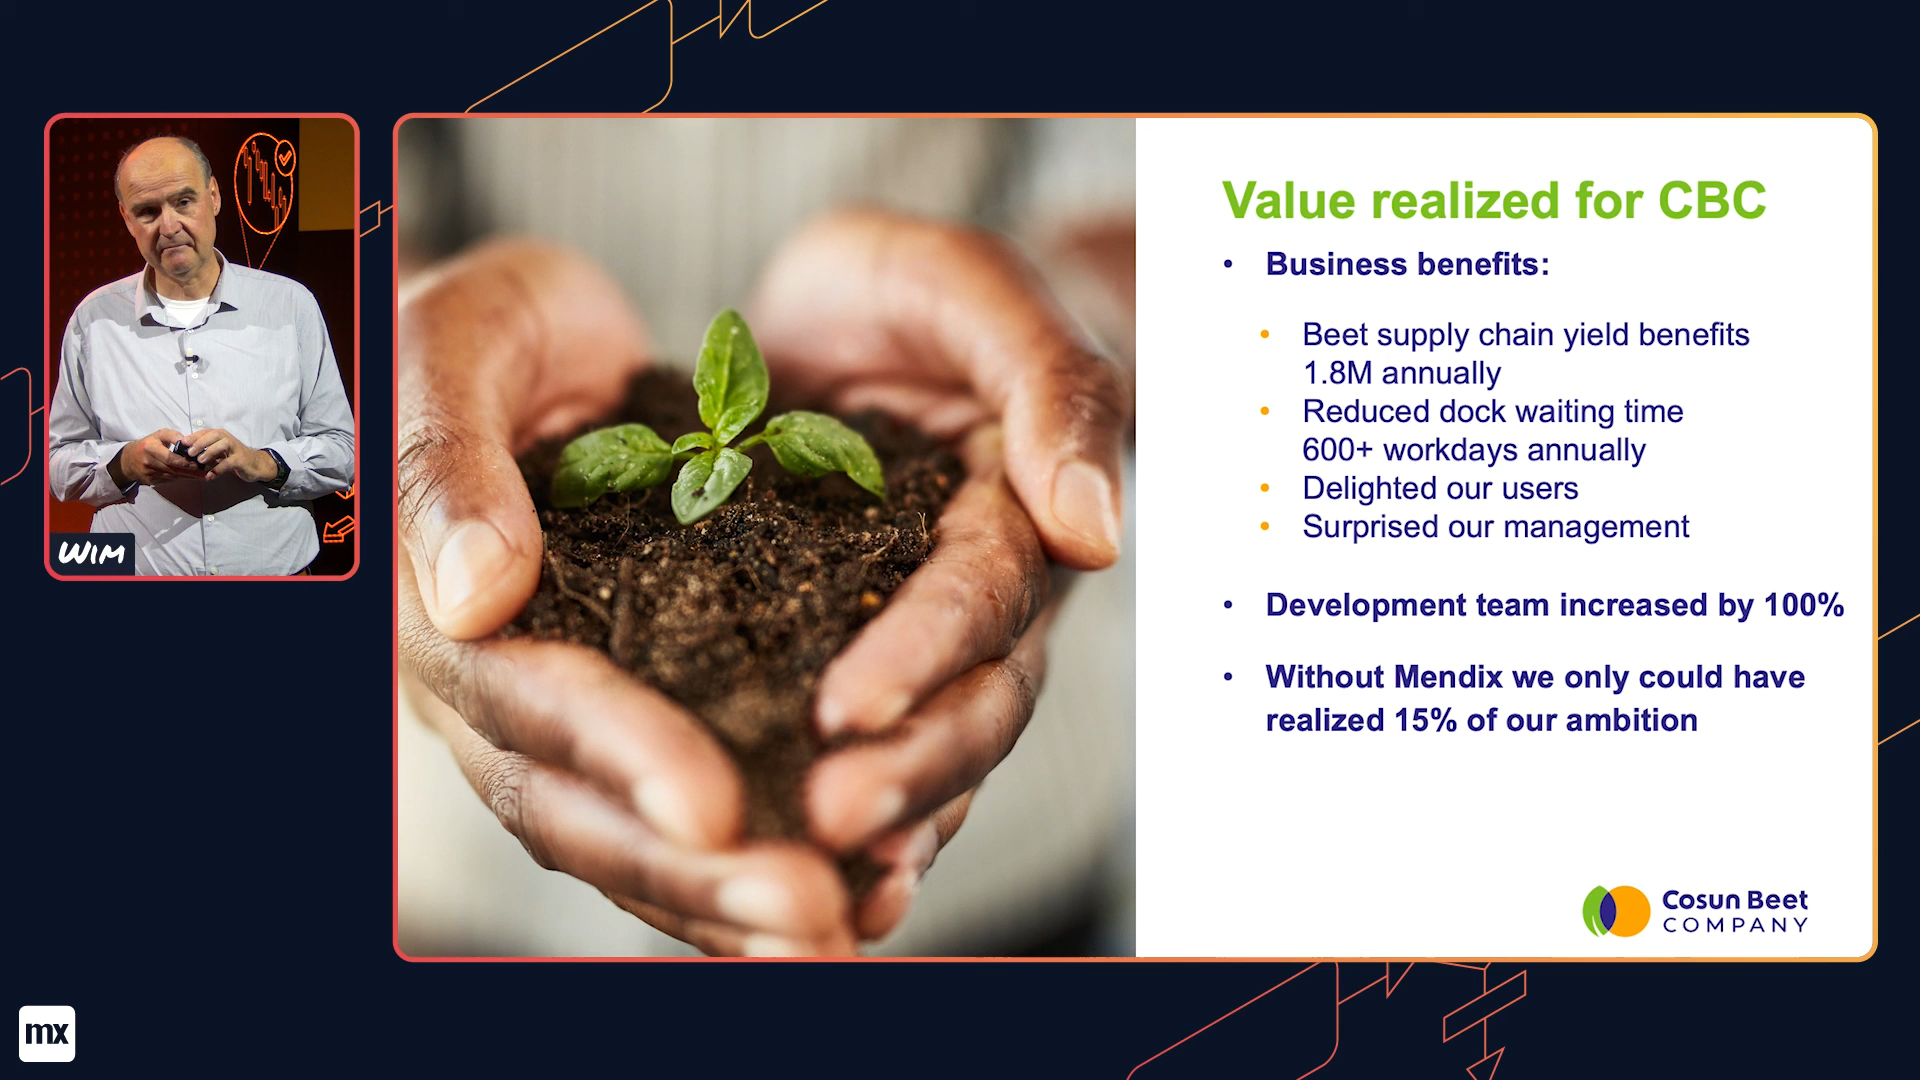 WIM
Value realized for CBC
• Business benefits:
• Beet supply chain yield benefits
1.8M annually
• Reduced dock waiting time
600+ workdays annually
• Delighted our users
• Surprised our management
• Development team increased by 100%
• Without Mendix we only could have
realized 15% of our ambition
Cosun Beet
COMPANY
mx